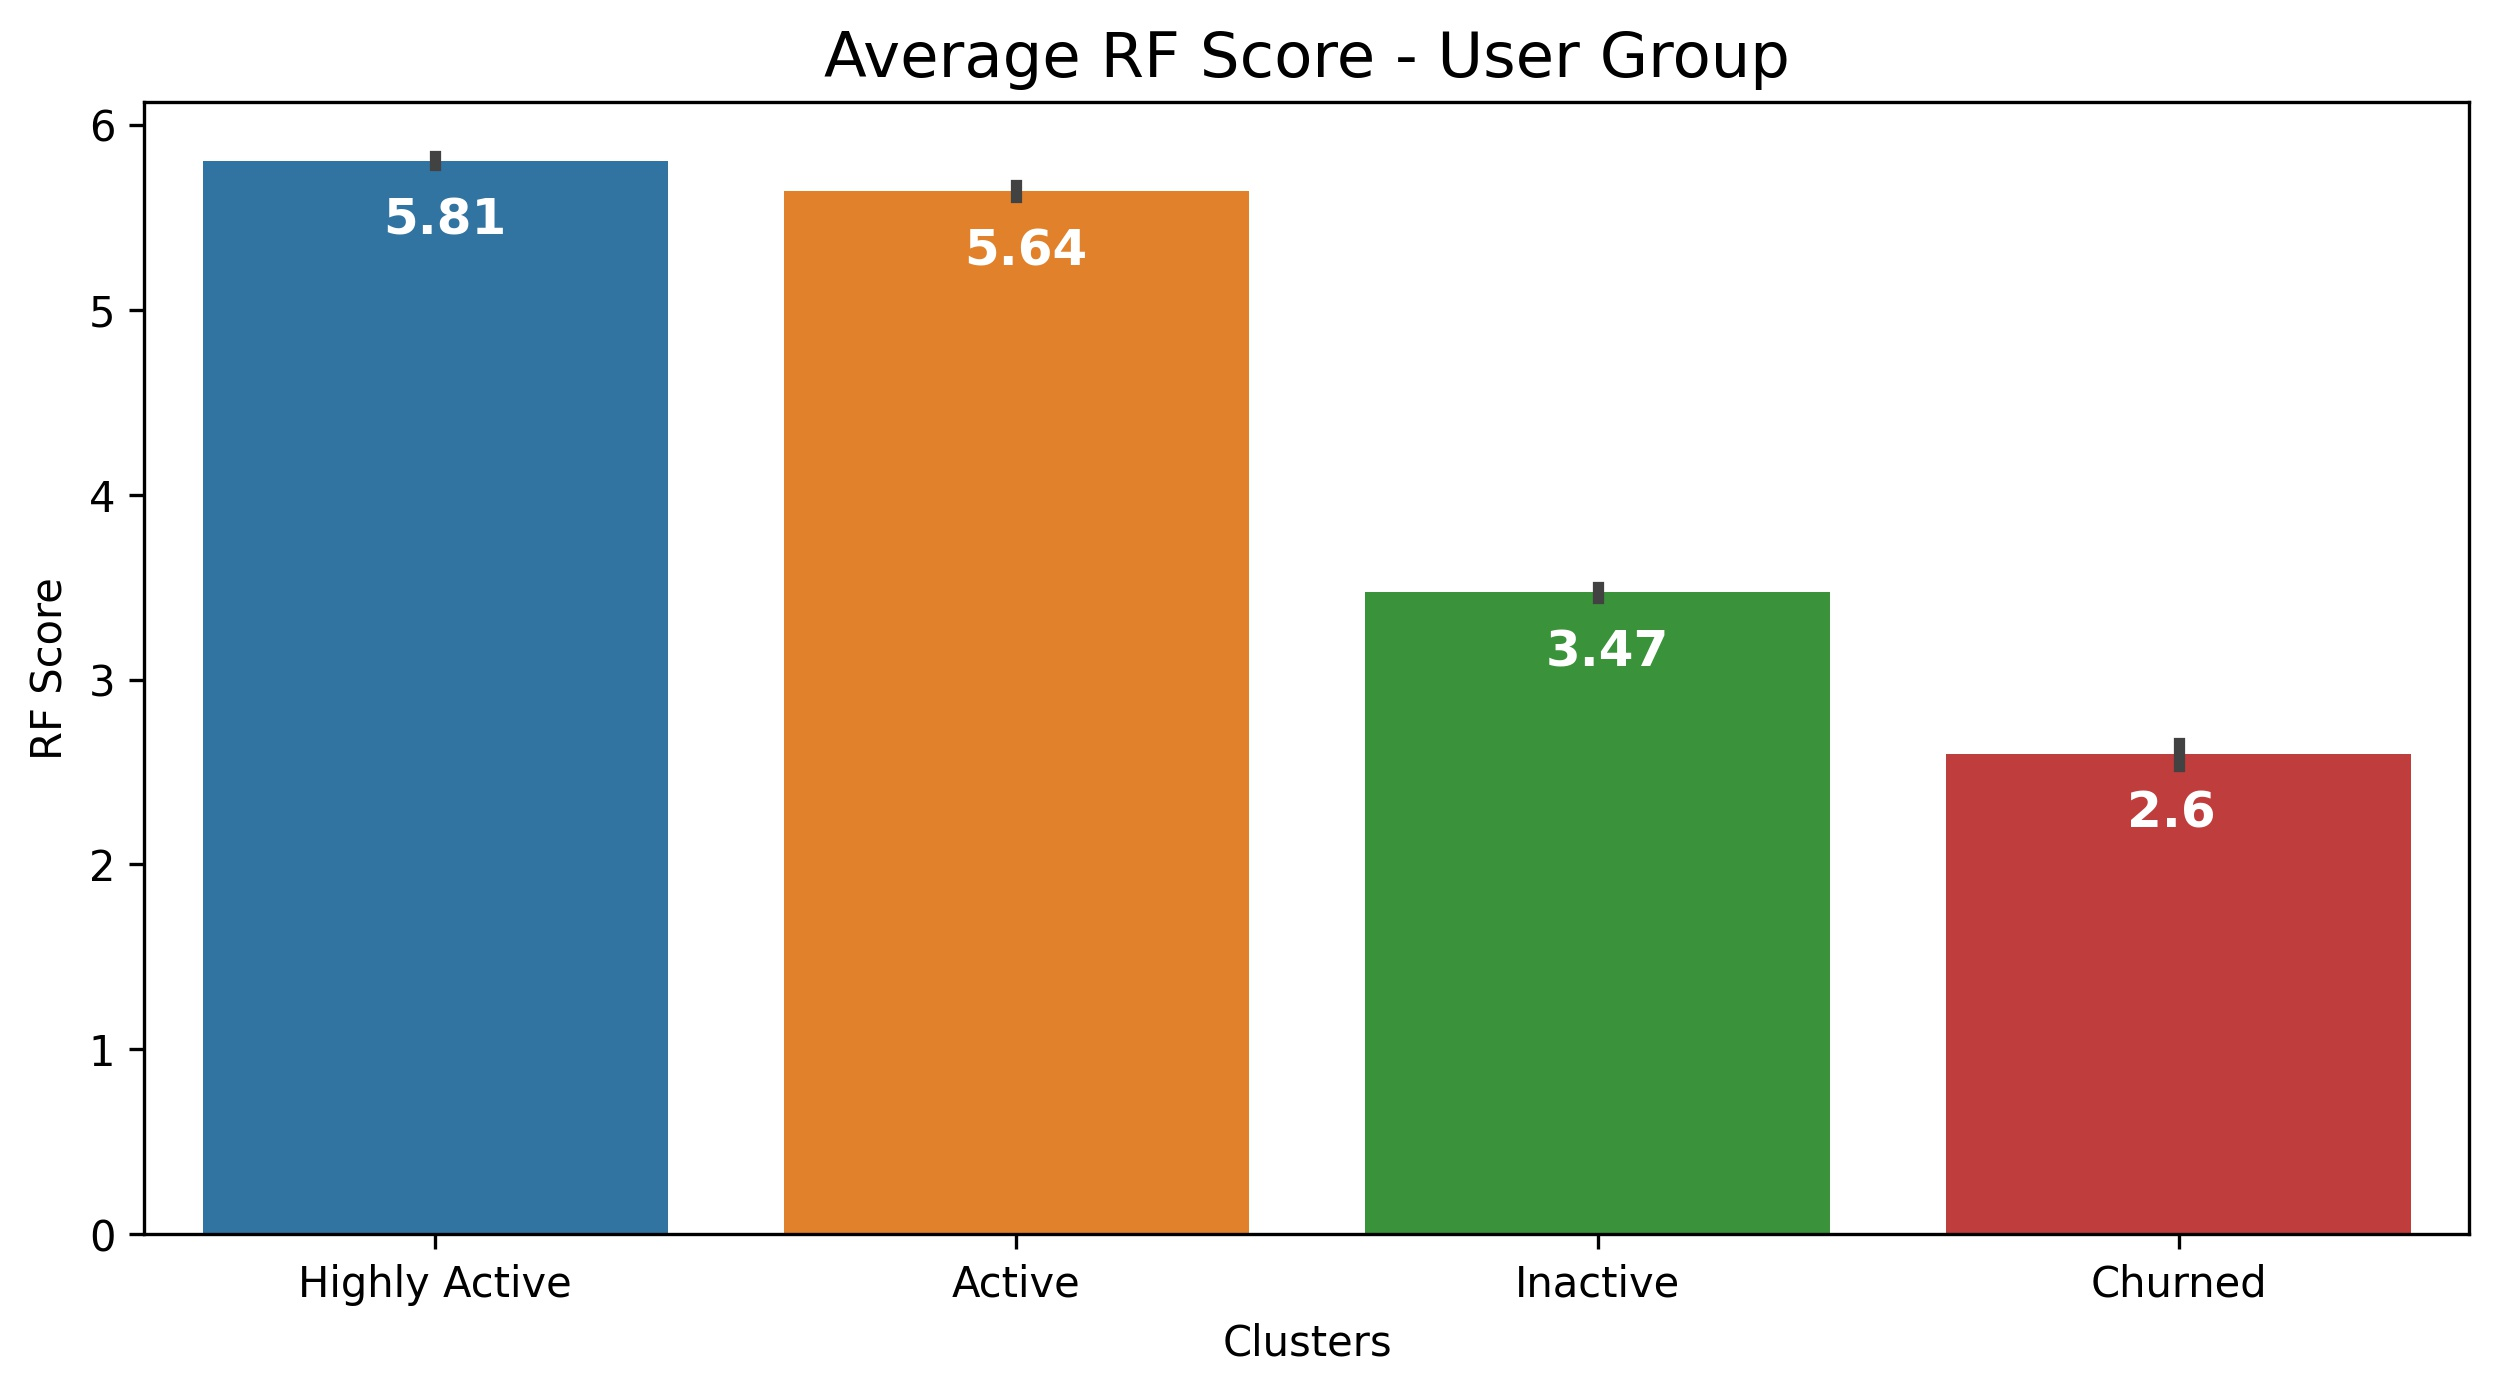 Average RF Score - User Group
6
5
4
3
2
1
0
RF Score
5.81
5.64
3.47
2.6
Highly Active
Active
Inactive
Churned
Clusters